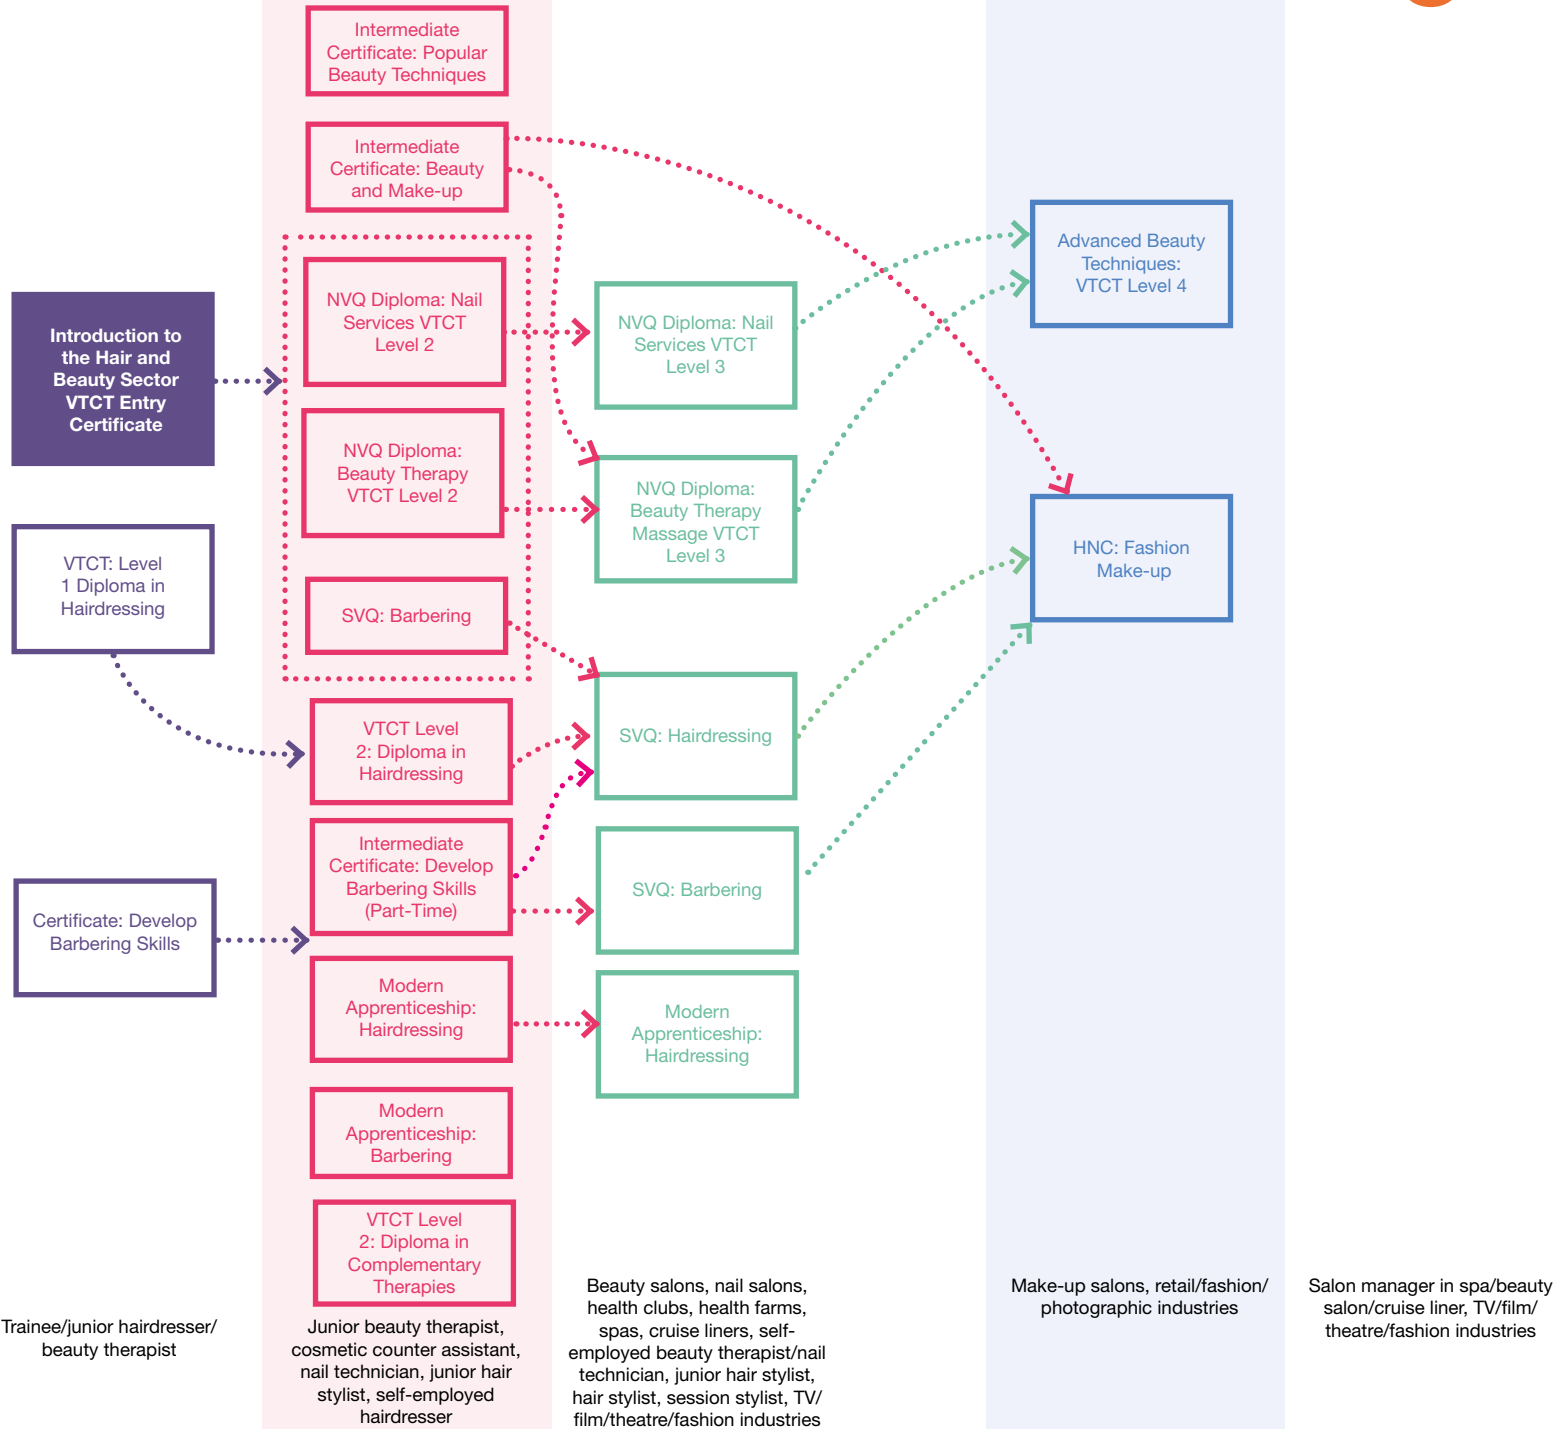 Introduction to
the Hair and
Beauty Sector
VTCT Entry
Certificate
VTCT: Level
1 Diploma in
Hairdressing
Certificate: Develop
Barbering Skills
Trainee/junior hairdresser/
beauty therapist
Intermediate
Certificate: Popular
Beauty Techniques
Intermediate
Certificate: Beauty
and Make-up
NVQ Diploma: Nail
Services VTCT
Level 2
NVQ Diploma:
Beauty Therapy
VTCT Level 2
SVQ: Barbering
VTCT Level
2: Diploma in
Hairdressing
Intermediate
Certificate: Develop
Barbering Skills
(Part-Time)
Modern
Apprenticeship:
Hairdressing
Modern
Apprenticeship:
Barbering
VTCT Level
2: Diploma in
Complementary
Therapies
Junior beauty therapist,
cosmetic counter assistant,
nail technician, junior hair
stylist, self-employed
hairdresser
NVQ Diploma: Nail
Services VTCT
Level 3
NVQ Diploma:
Beauty Therapy
Massage VTCT
Level 3
SVQ: Hairdressing
SVQ: Barbering
Modern
Apprenticeship:
Hairdressing
Beauty salons, nail salons,
health clubs, health farms,
spas, cruise liners, self-
employed beauty therapist/nail
technician, junior hair stylist,
hair stylist, session stylist, TV/
film/theatre/fashion industries
Advanced Beauty
Techniques:
VTCT Level 4
HNC: Fashion
Make-up
Make-up salons, retail/fashion/
photographic industries
Salon manager in spa/beauty
salon/cruise liner, TV/film/
theatre/fashion industries